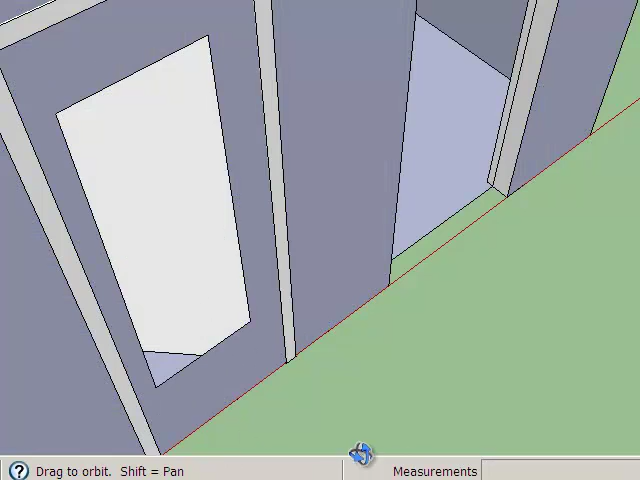 ? Drag to orbit. Shift = Pan Measurements